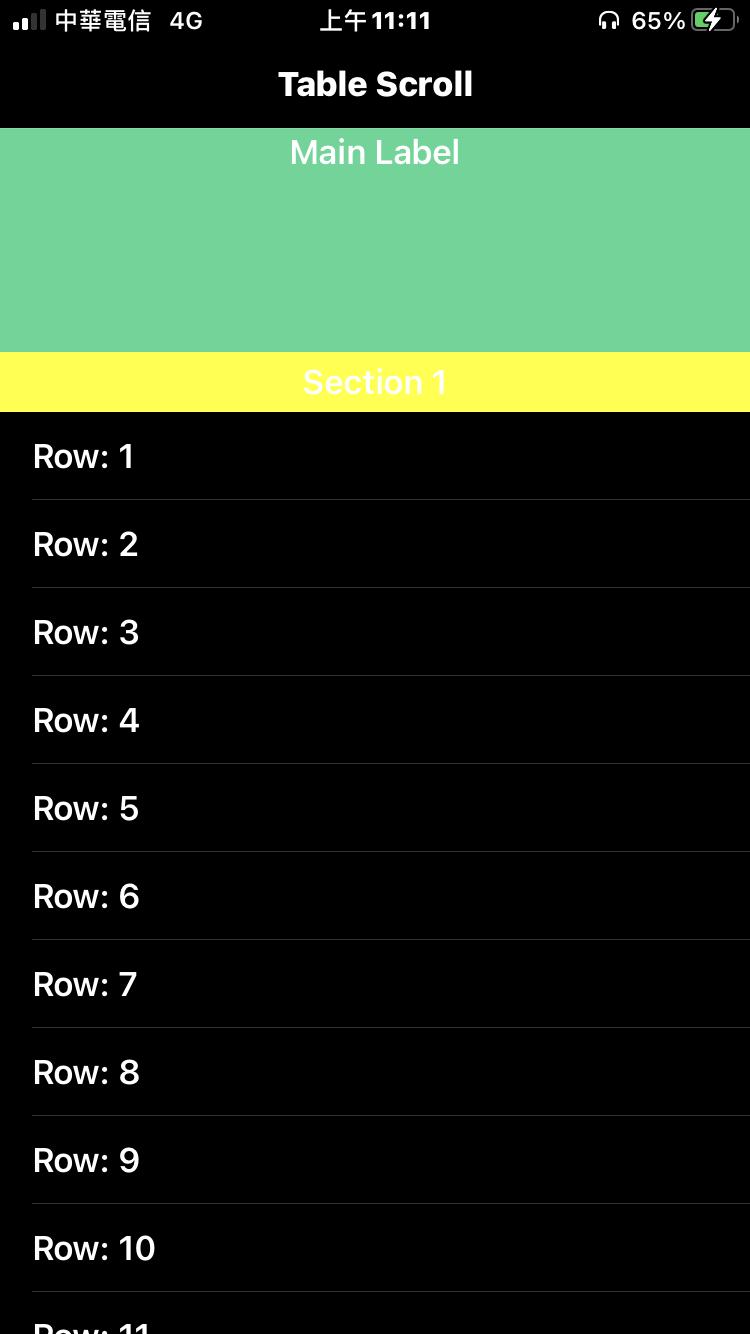 中華電信 4G 上午11:11 65%
Table Scroll
Main Label
Section 1
Row: 1
Row: 2
Row: 3
Row: 4
Row: 5
Row: 6
Row: 7
Row: 8
Row: 9
Row: 10
Row: 11